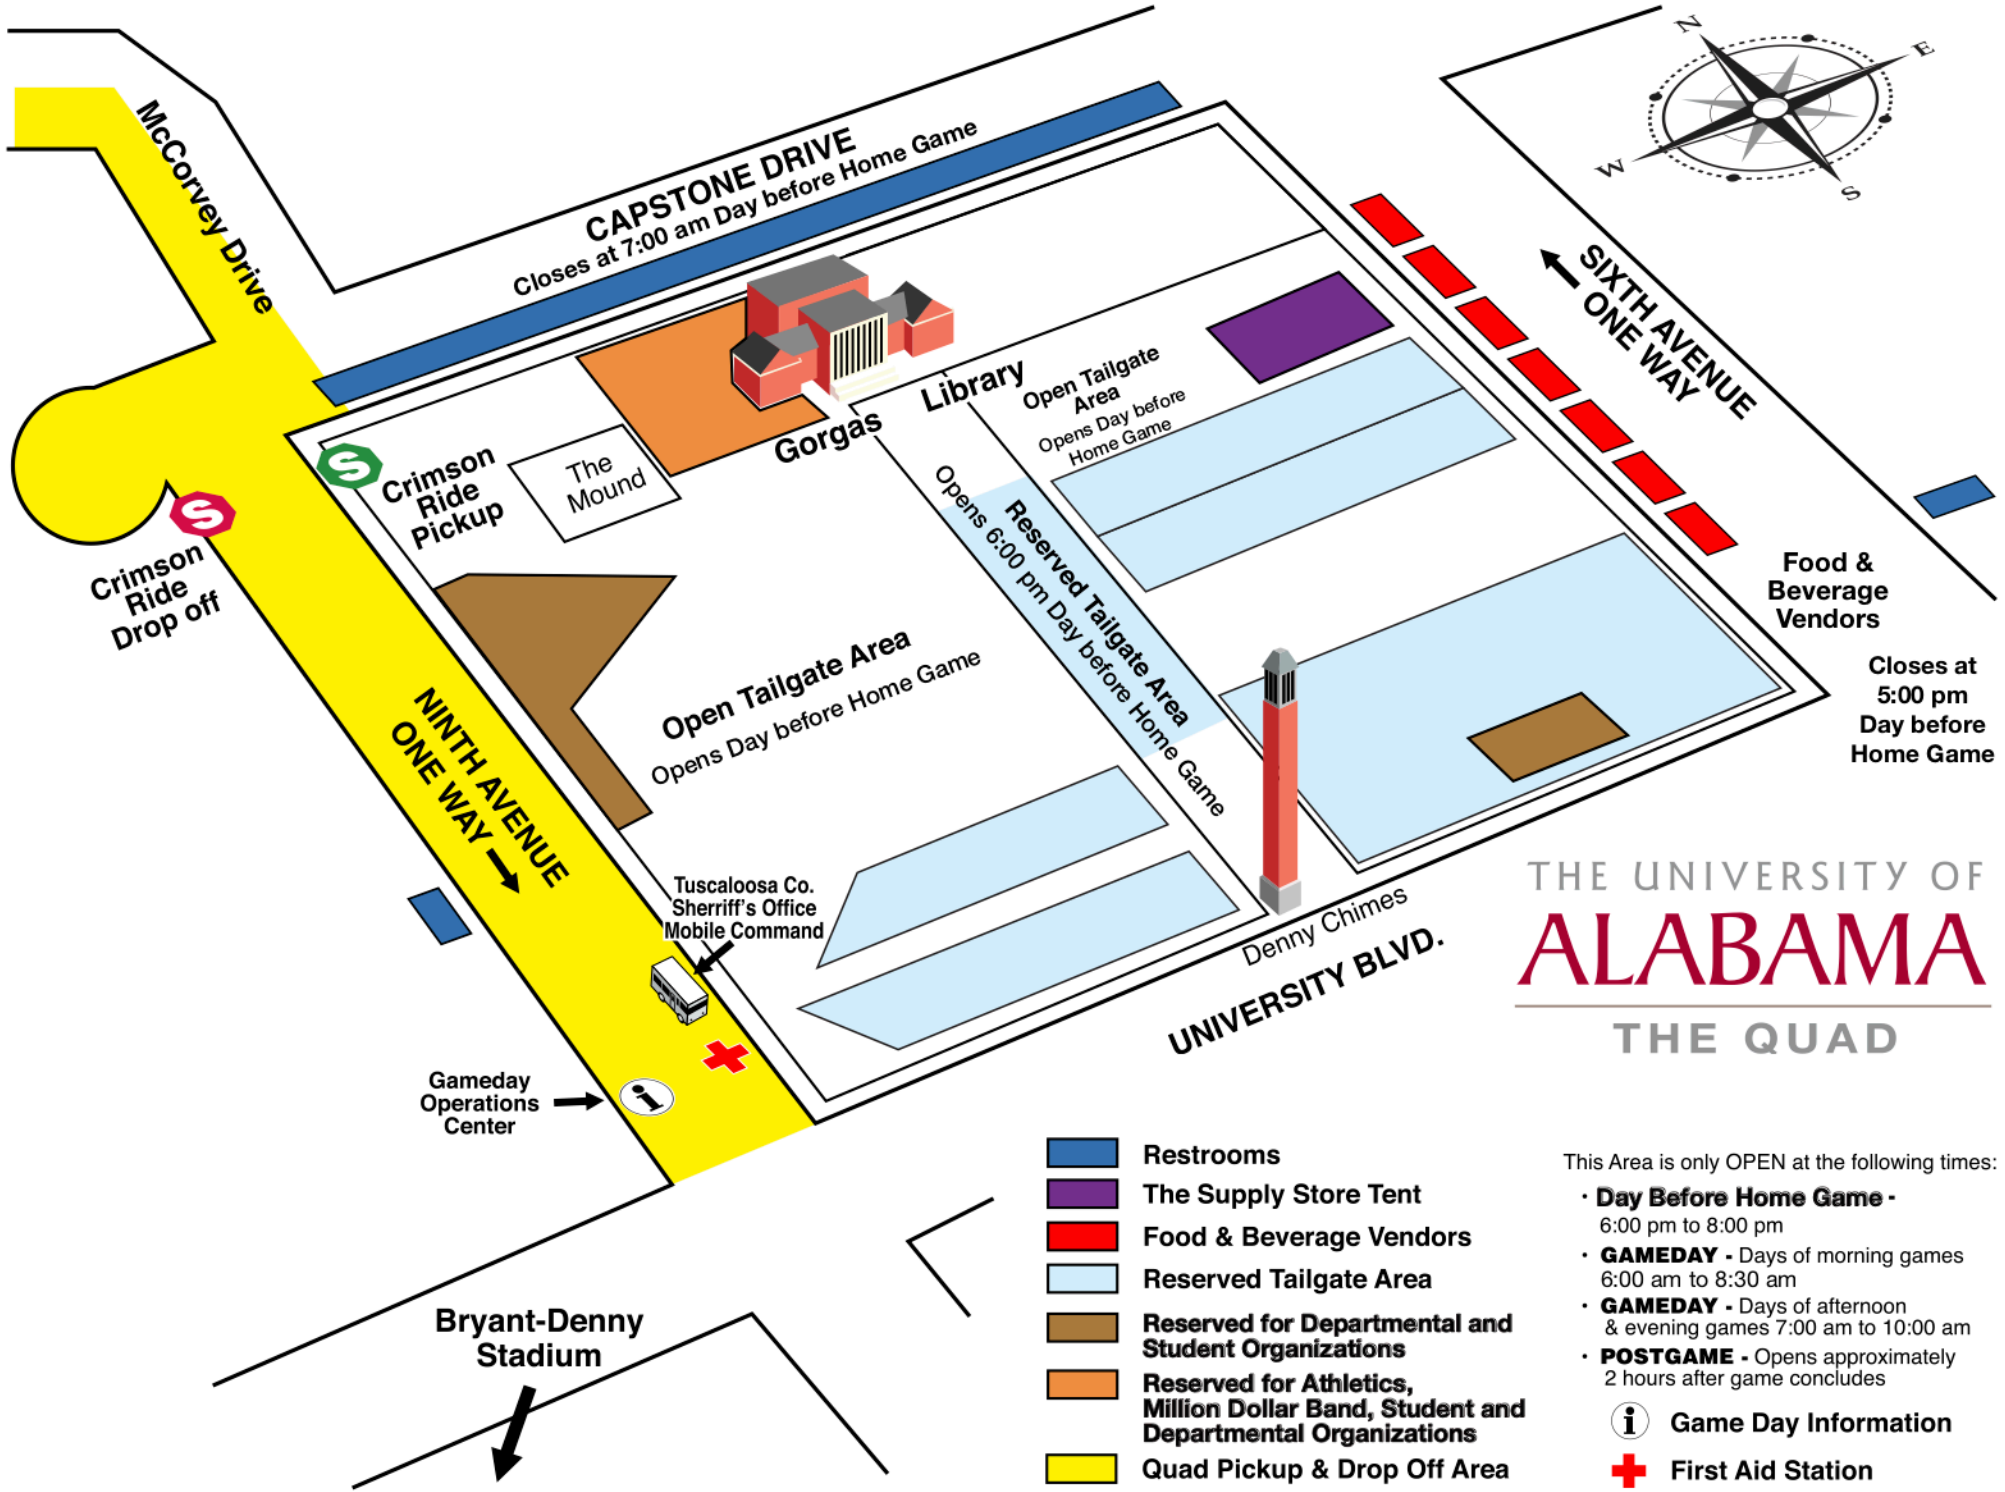 N
E
W
S
McCorvey Drive
CAPSTONE DRIVE
Closes at 7:00 am Day before Home Game
SIXTH AVENUE
ONE WAY
Gorgas Library
Open Tailgate
Area
Opens Day before
Home Game
S
Crimson
Ride
Pickup
The
Mound
S
Crimson
Ride
Drop off
Reserved Tailgate Area
Opens 6:00 pm Day before Home Game
Food &
Beverage
Vendors
Closes at
5:00 pm
Day before
Home Game
Open Tailgate Area
Opens Day before Home Game
NINTH AVENUE
ONE WAY
Tuscaloosa Co.
Sherriff's Office
Mobile Command
Denny Chimes
UNIVERSITY BLVD.
THE UNIVERSITY OF
ALABAMA
THE QUAD
Gameday
Operations
Center
i
Bryant-Denny
Stadium
Restrooms
The Supply Store Tent
Food & Beverage Vendors
Reserved Tailgate Area
Reserved for Departmental and
Student Organizations
Reserved for Athletics,
Million Dollar Band, Student and
Departmental Organizations
Quad Pickup & Drop Off Area
This Area is only OPEN at the following times:
· Day Before Home Game -
6:00 pm to 8:00 pm
· GAMEDAY - Days of morning games
6:00 am to 8:30 am
· GAMEDAY - Days of afternoon
& evening games 7:00 am to 10:00 am
· POSTGAME - Opens approximately
2 hours after game concludes
i Game Day Information
First Aid Station